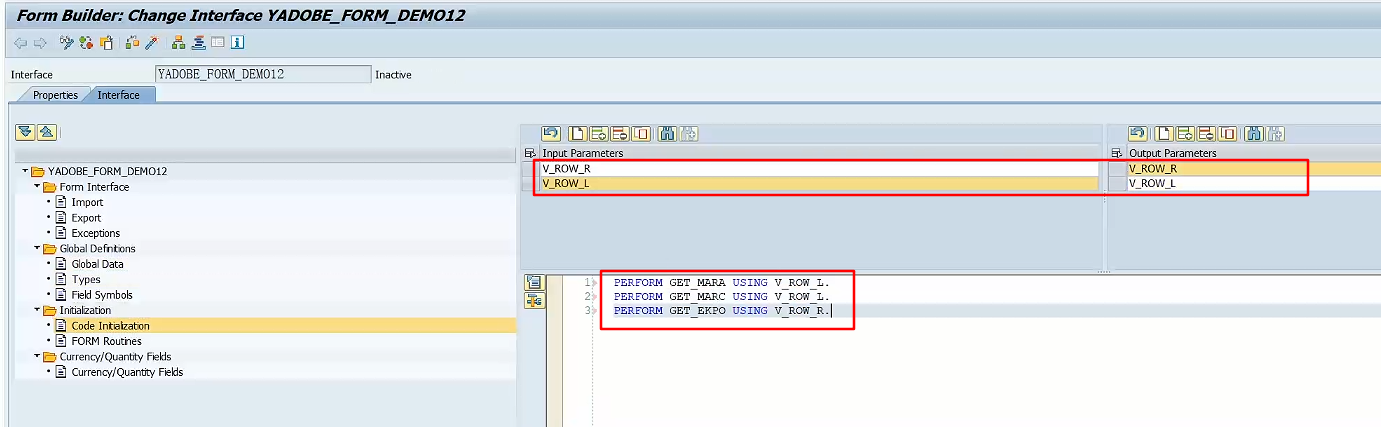 Form Builder: Change Interface YADOBE_FORM_DEMO12
Interface YADOBE_FORM_DEMO12 Inactive
Properties Interface
Input Parameters
Output Parameters
V_ROW_R
V_ROW_L
V_ROW_R
V_ROW_L
YADOBE_FORM_DEMO12
Form Interface
Import
Export
Exceptions
Global Definitions
Global Data
Types
Field Symbols
Initialization
Code Initialization
FORM Routines
Currency/Quantity Fields
Currency/Quantity Fields
1 PERFORM GET_MARA USING V_ROW_L.
2 PERFORM GET_MARC USING V_ROW_L.
3 PERFORM GET_EKPO USING V_ROW_R.